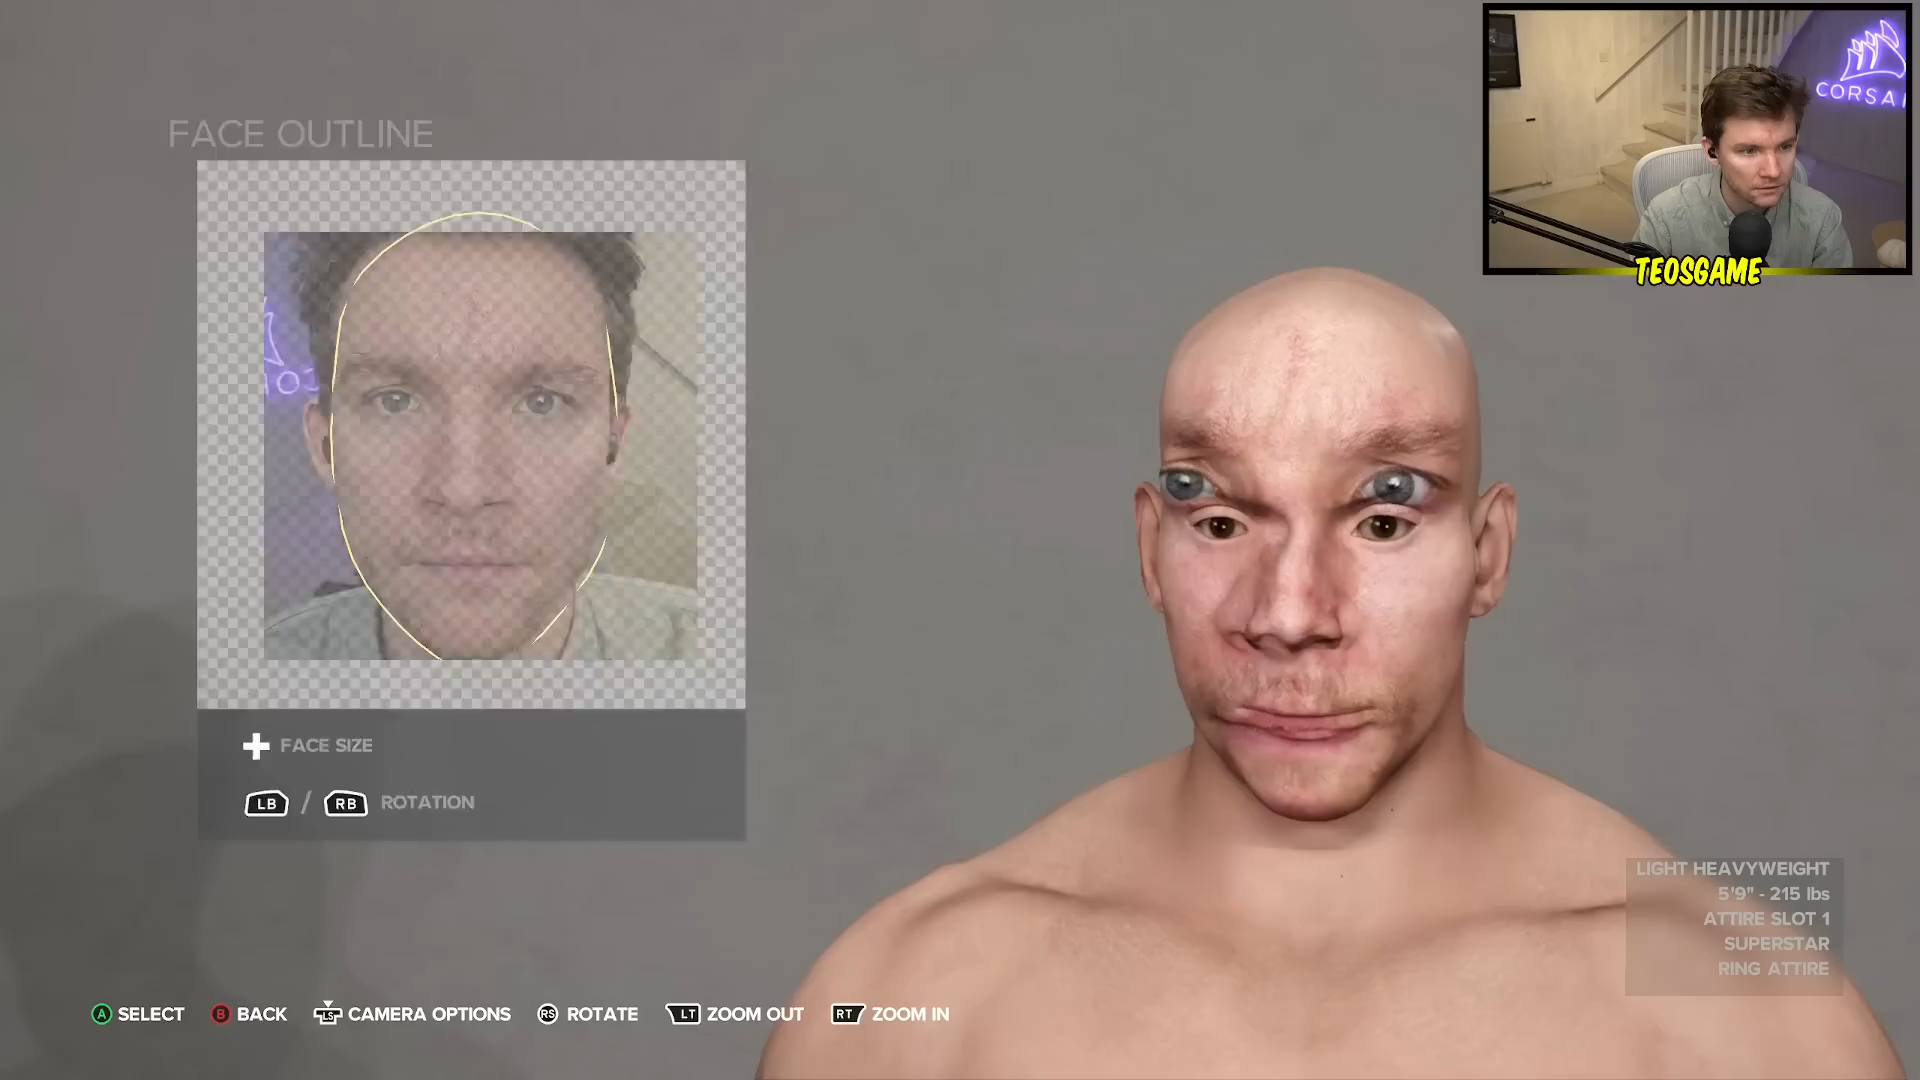 FACE OUTLINE
CORSAI
TEOSGAME
FACE SIZE
LB / RB ROTATION
LIGHT HEAVYWEIGHT
5'9" - 215 lbs
ATTIRE SLOT 1
SUPERSTAR
RING ATTIRE
A SELECT B BACK LS CAMERA OPTIONS RS ROTATE LT ZOOM OUT RT ZOOM IN